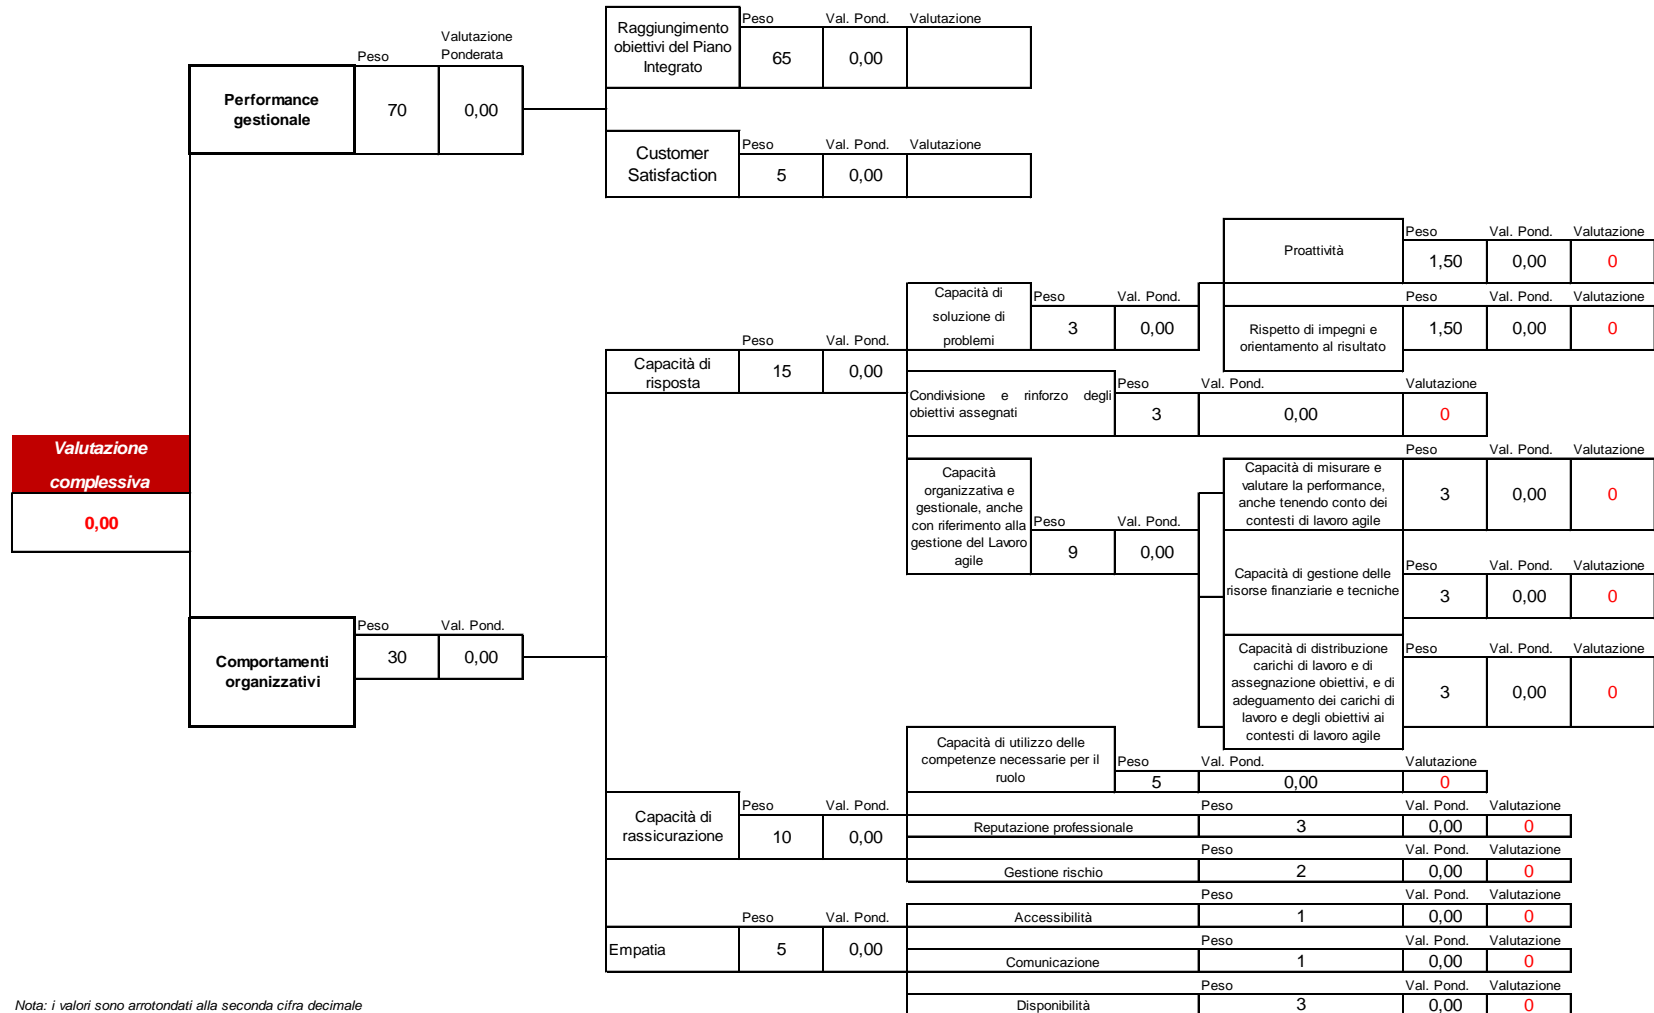 Peso Val. Pond. Valutazione
Raggiungimento
obiettivi del Piano
Integrato
65 0,00
Valutazione
Peso Ponderata
Performance
gestionale
70 0,00
Peso Val. Pond. Valutazione
Customer
Satisfaction
5 0,00
Peso Val. Pond. Valutazione
Proattività
1,50 0,00 0
Capacità di
soluzione di
problemi
Peso Val. Pond.
3 0,00
Peso Val. Pond. Valutazione
Rispetto di impegni e
orientamento al risultato
1,50 0,00 0
Peso Val. Pond.
Capacità di
risposta
15 0,00
Peso Val. Pond. Valutazione
Condivisione e rinforzo degli
obiettivi assegnati
3 0,00 0
Valutazione
complessiva
0,00
Capacità
organizzativa e
gestionale, anche
con riferimento alla
gestione del Lavoro
agile
Peso Val. Pond.
9 0,00
Peso Val. Pond. Valutazione
Capacità di misurare e
valutare la performance,
anche tenendo conto dei
contesti di lavoro agile
3 0,00 0
Peso Val. Pond. Valutazione
Capacità di gestione delle
risorse finanziarie e tecniche
3 0,00 0
Peso Val. Pond.
Comportamenti
organizzativi
30 0,00
Peso Val. Pond. Valutazione
Capacità di distribuzione
carichi di lavoro e di
assegnazione obiettivi, e di
adeguamento dei carichi di
lavoro e degli obiettivi ai
contesti di lavoro agile
3 0,00 0
Capacità di utilizzo delle
competenze necessarie per il
ruolo
Peso Val. Pond. Valutazione
5 0,00 0
Peso Val. Pond.
Capacità di
rassicurazione
10 0,00
Peso Val. Pond. Valutazione
Reputazione professionale 3 0,00 0
Peso Val. Pond. Valutazione
Gestione rischio 2 0,00 0
Peso Val. Pond. Valutazione
Accessibilità 1 0,00 0
Peso Val. Pond.
Empatia 5 0,00
Peso Val. Pond. Valutazione
Comunicazione 1 0,00 0
Peso Val. Pond. Valutazione
Disponibilità 3 0,00 0
Nota: i valori sono arrotondati alla seconda cifra decimale